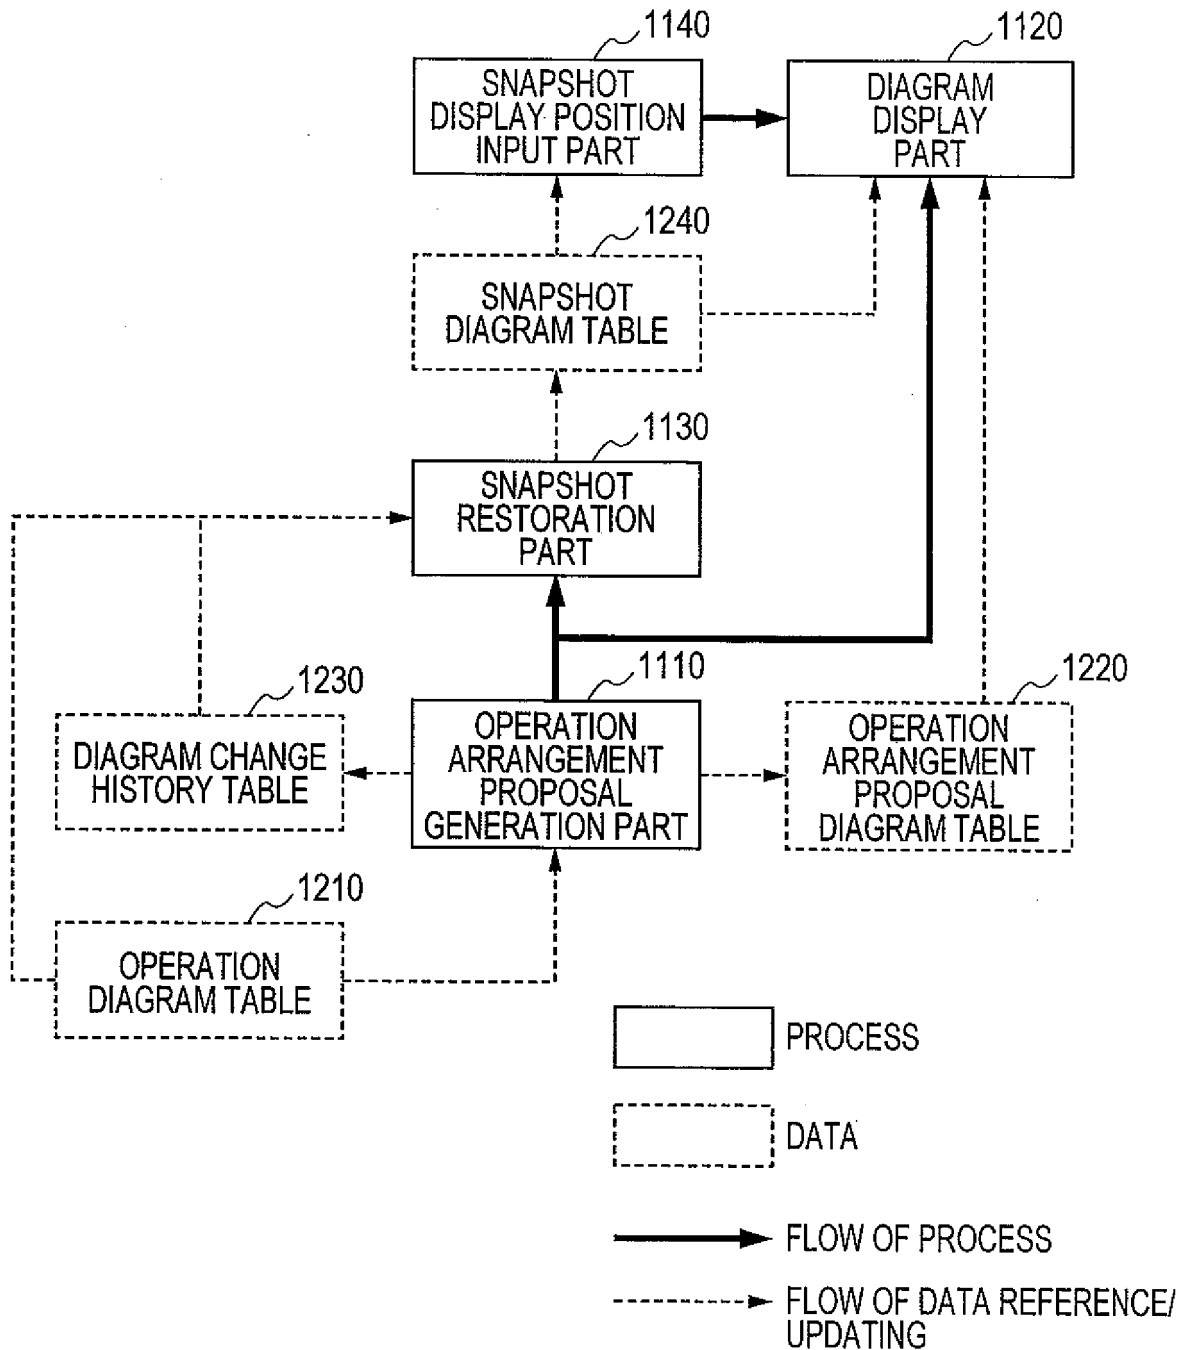 1140
SNAPSHOT
DISPLAY POSITION
INPUT PART
1120
DIAGRAM
DISPLAY
PART
1240
SNAPSHOT
DIAGRAM TABLE
1130
SNAPSHOT
RESTORATION
PART
1230
DIAGRAM CHANGE
HISTORY TABLE
1110
OPERATION
ARRANGEMENT
PROPOSAL
GENERATION PART
1220
OPERATION
ARRANGEMENT
PROPOSAL
DIAGRAM TABLE
1210
OPERATION
DIAGRAM TABLE
PROCESS
DATA
FLOW OF PROCESS
FLOW OF DATA REFERENCE/
UPDATING